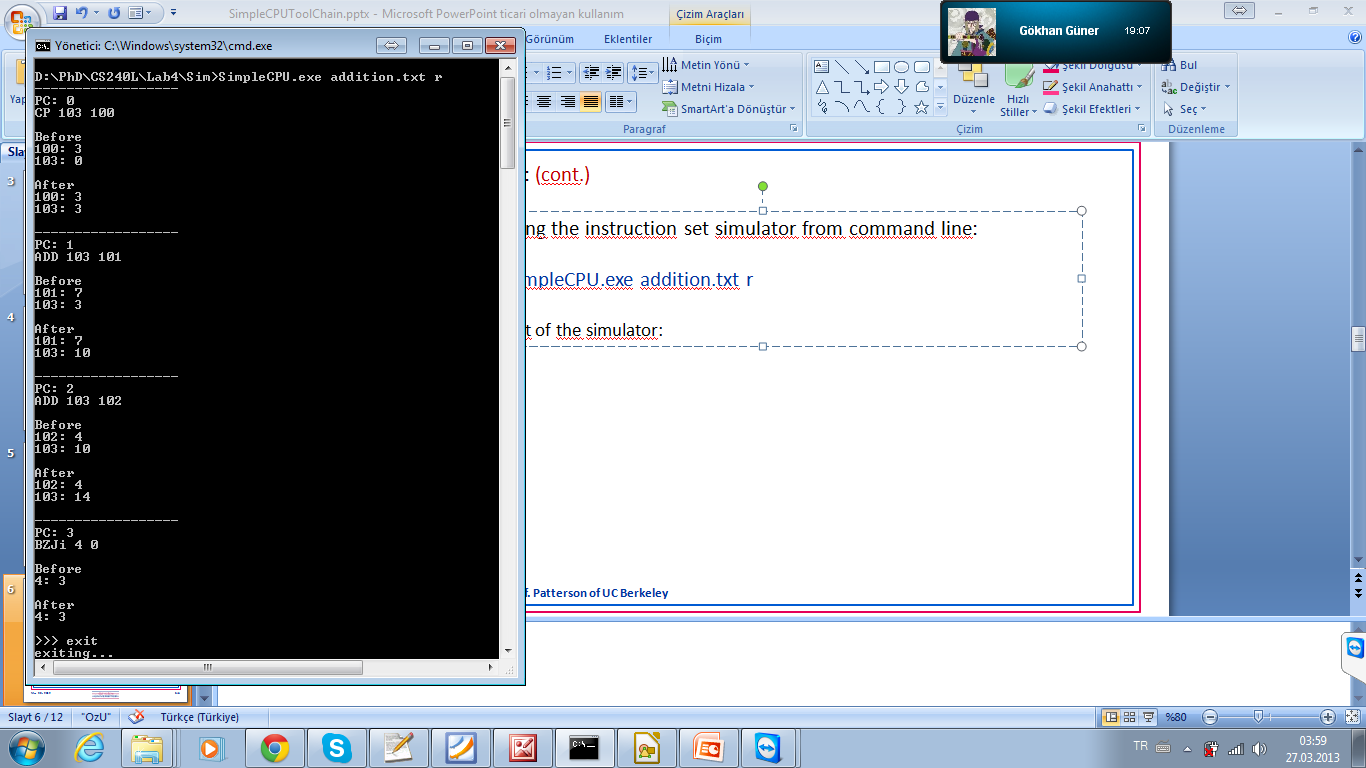 SimpleCPUToolChain.pptx - Microsoft PowerPoint ticari olmayan kullanım
Çizim Araçları
Görünüm
Eklentiler
Biçim
Metin Yönü
Metni Hizala
SmartArt'a Dönüştür
Paragraf
Düzenle
Hızlı
Stiller
Şekil Dolgusu
Şekil Anahattı
Şekil Efektleri
Çizim
Bul
Değiştir
Seç
Düzenleme
Gökhan Güner
19:07
Yönetici: C:\Windows\system32\cmd.exe
D:\PhD\CS240L\Lab4\Sim>SimpleCPU.exe addition.txt r
------------------
PC: 0
CP 103 100
Before
100: 3
103: 0
After
100: 3
103: 3
------------------
PC: 1
ADD 103 101
Before
101: 7
103: 3
After
101: 7
103: 10
------------------
PC: 2
ADD 103 102
Before
102: 4
103: 10
After
102: 4
103: 14
------------------
PC: 3
BZJi 4 0
Before
4: 3
After
4: 3
>>> exit
exiting...
3
4
5
6
: (cont.)
ng the instruction set simulator from command line:
mpleCPU.exe addition.txt r
t of the simulator:
f. Patterson of UC Berkeley
Slayt 6 / 12
"OzU"
Türkçe (Türkiye)
%80
TR
03:59
27.03.2013